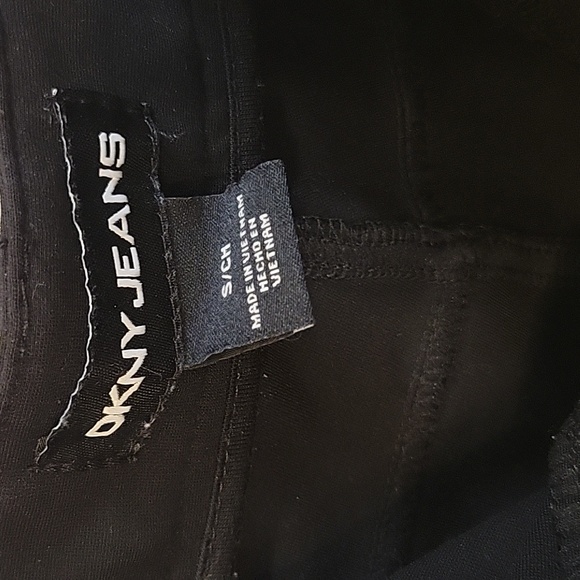 DKNY JEANS
S/CH
MADE IN VIETNAM
HECHO EN
VIETNAM